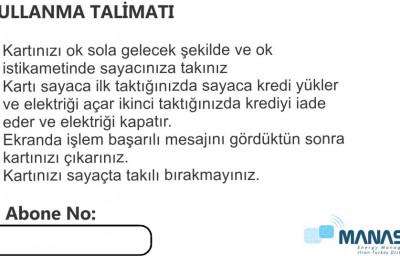 ULLANMA TALİMATI
Kartınızı ok sola gelecek şekilde ve ok
istikametinde sayacınıza takınız
Kartı sayaca ilk taktığınızda sayaca kredi yükler
ve elektriği açar ikinci taktığınızda krediyi iade
eder ve elektriği kapatır.
Ekranda işlem başarılı mesajını gördükten sonra
kartınızı çıkarınız.
Kartınızı sayaçta takılı bırakmayınız.
Abone No:
MANAS
Energy Manag